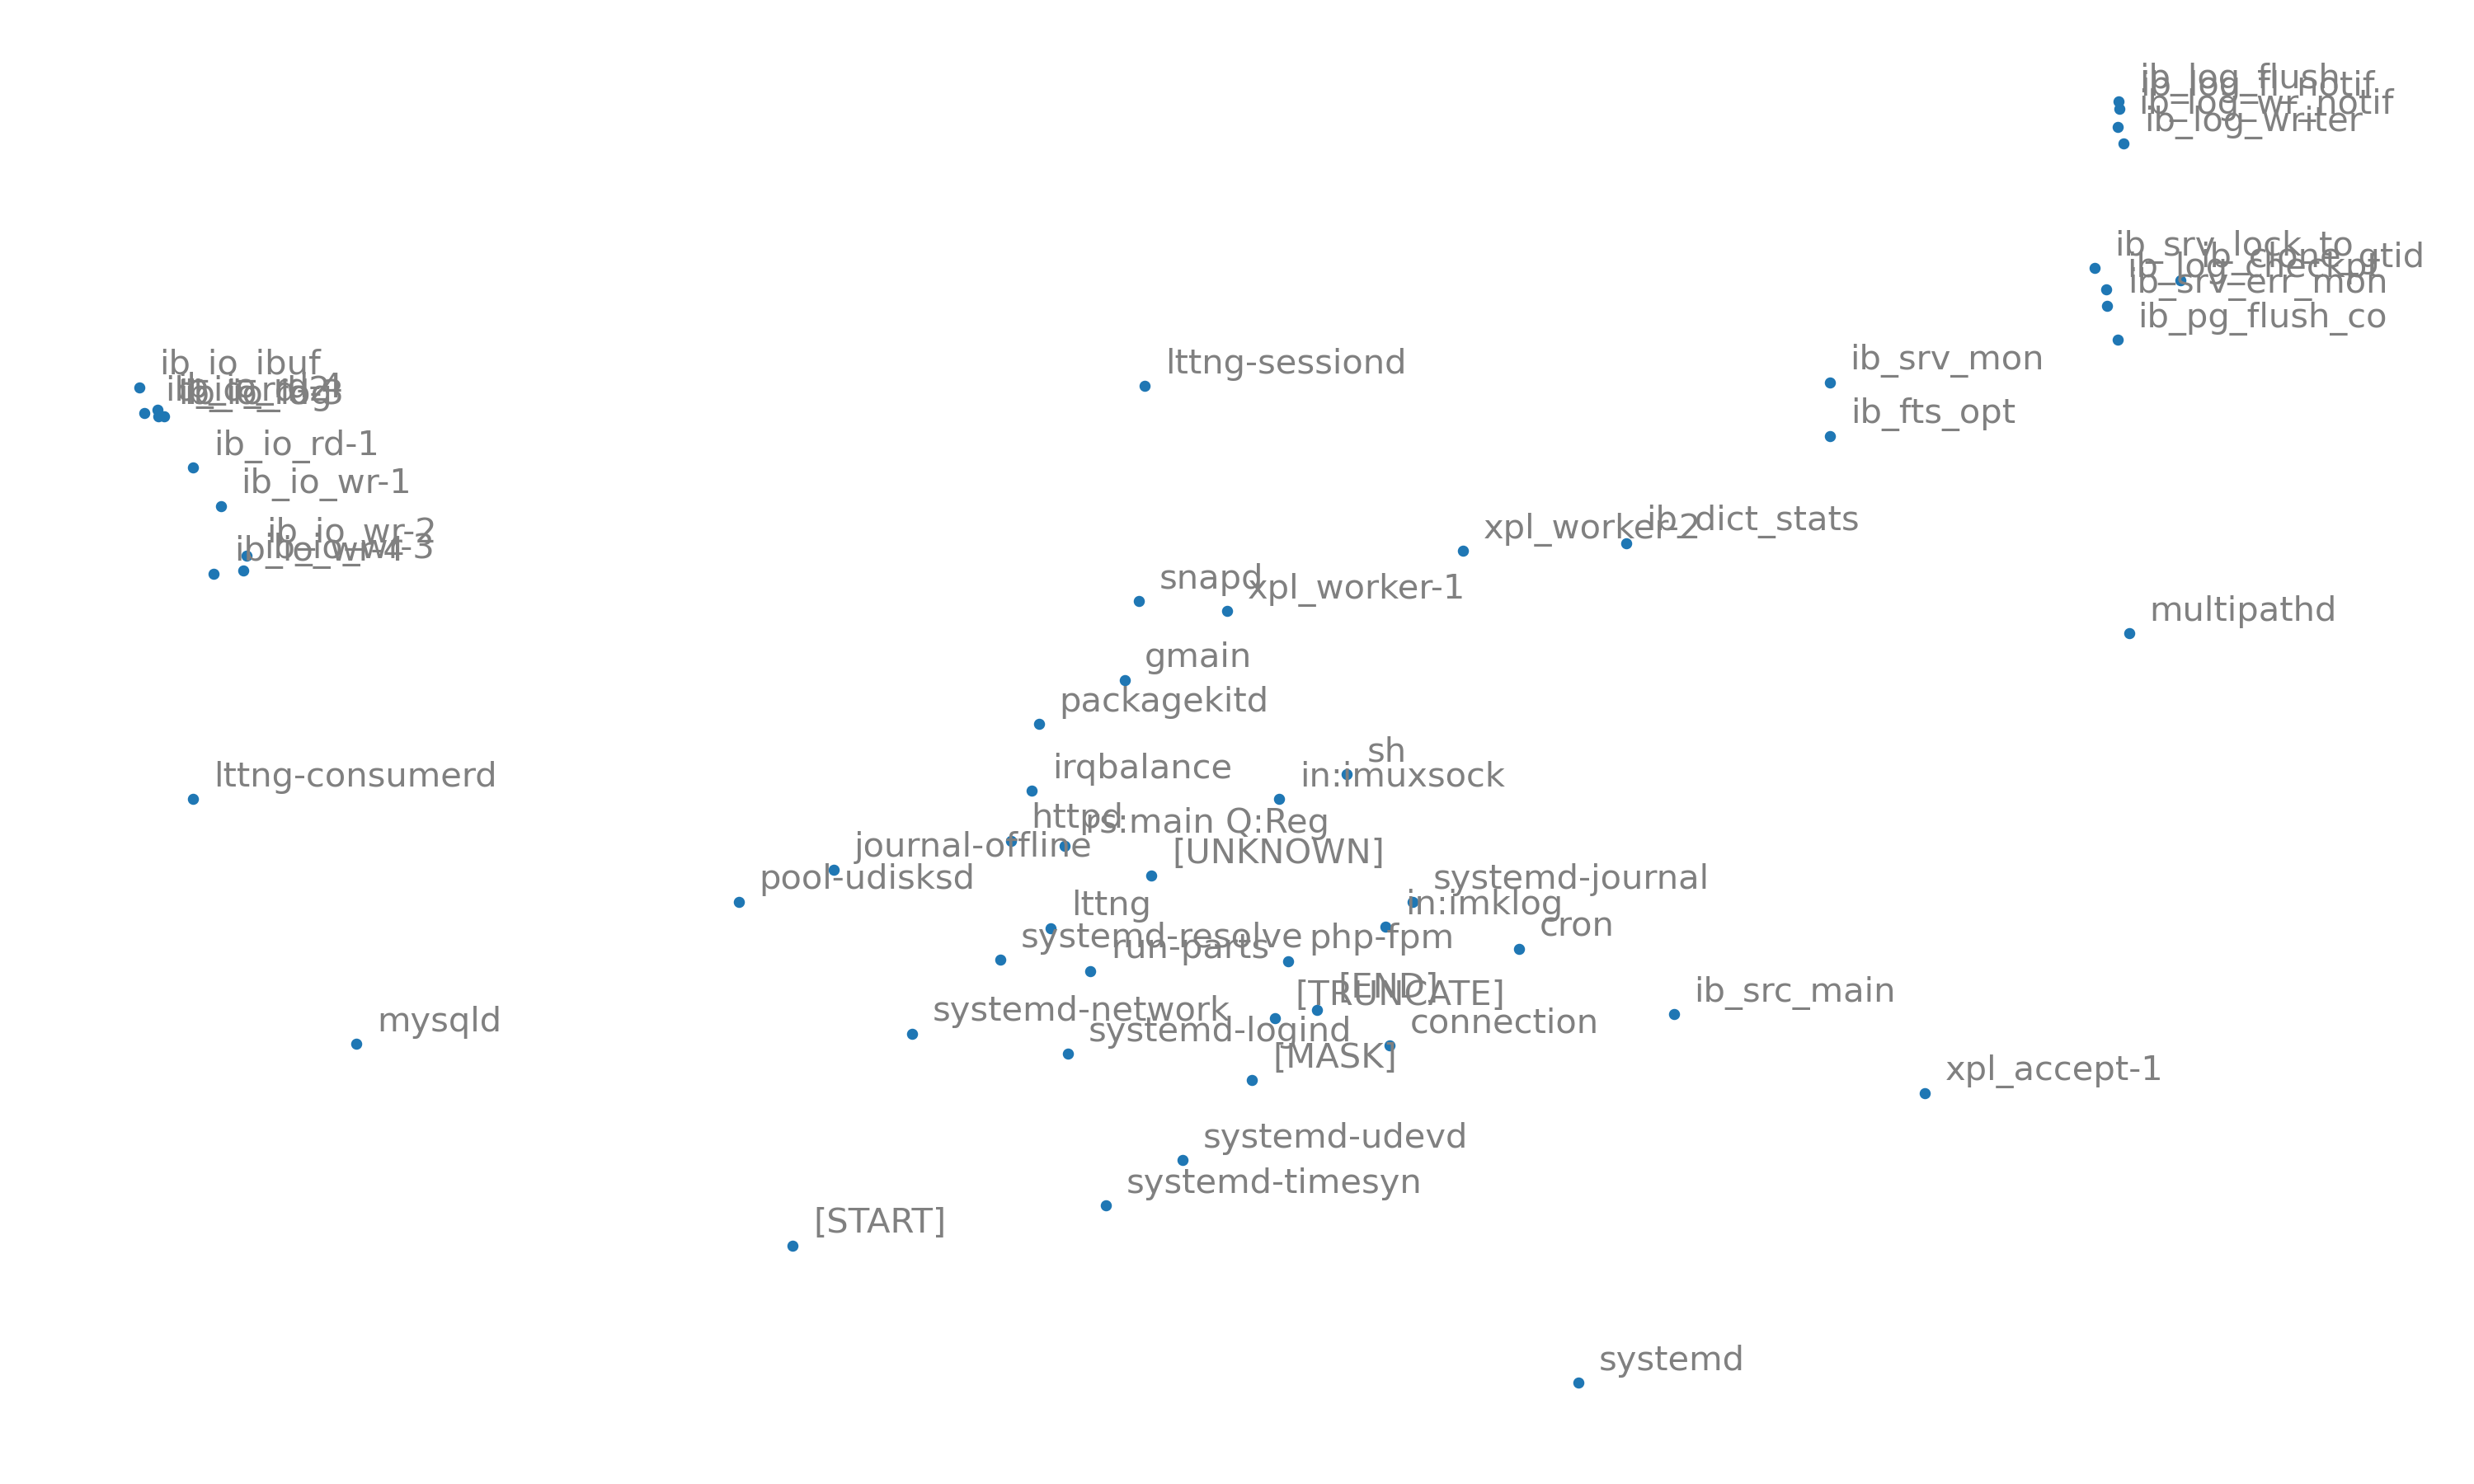 ib_log_flush
ib_log_fl_notif
ib_log_wr_notif
ib_log_writer
ib_srv_lock_to
ib_clone_gtid
ib_log_checkpt
ib_srv_err_mon
ib_pg_flush_co
ib_srv_mon
lttng-sessiond
ib_io_ibuf
ib_fts_opt
ib_io_rd-1
ib_io_wr-1
ib_dict_stats
xpl_worker-2
ib_io_wr-2
ib_io_wr-3
ib_io_wr-4
snapd
xpl_worker-1
multipathd
gmain
packagekitd
sh
irqbalance
in:imuxsock
lttng-consumerd
httpd
rs:main Q:Reg
journal-offline
[UNKNOWN]
pool-udisksd
systemd-journal
lttng
in:imklog
cron
systemd-resolve
php-fpm
run-parts
[END]
[TRUNCATE]
ib_src_main
systemd-network
mysqld
connection
systemd-logind
[MASK]
xpl_accept-1
systemd-udevd
systemd-timesyn
[START]
systemd